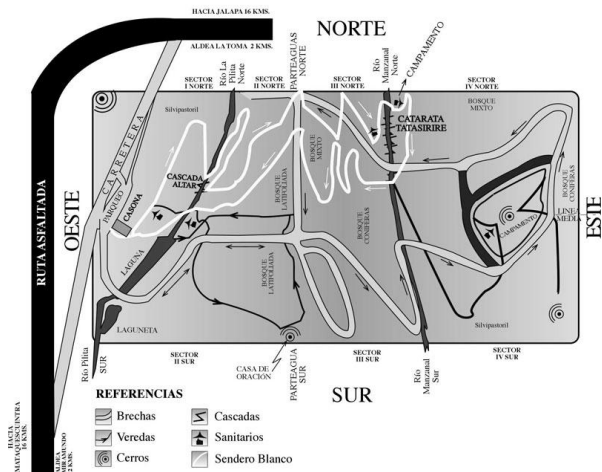 HACIA JALAPA 16 KMS.
ALDEA LA TOMA 2 KMS.
NORTE
SECTOR
I NORTE
Río La
Pilita
Norte
SECTOR
II NORTE
PARTEAGUAS
NORTE
SECTOR
III NORTE
Río
Manzanal
Norte
CAMPAMENTO
SECTOR
IV NORTE
BOSQUE
MIXTO
Silvipastoril
CATARATA
TATASIRIRE
CARRETERA
PARQUEO
CASONA
CASCADA
ALTAR
BOSQUE
LATIFOLIADA
BOSQUE
MIXTO
BOSQUE
CONIFERAS
BOSQUE
CONIFERAS
CAMPAMENTO
LINEA
MEDIA
OESTE
ESTE
RUTA ASFALTADA
LAGUNA
LAGUNETA
BOSQUE
LATIFOLIADA
Silvipastoril
Río Pilita
SUR
SECTOR
II SUR
CASA DE
ORACIÓN
PARTEAGUA
SUR
SECTOR
III SUR
Río
Manzanal
Sur
SECTOR
IV SUR
SUR
REFERENCIAS
Brechas
Veredas
Cerros
Cascadas
Sanitarios
Sendero Blanco
HACIA
MATAQUESCUINTRA
16 KMS.
ALDEA
MIRAMUNDO
2 KMS.